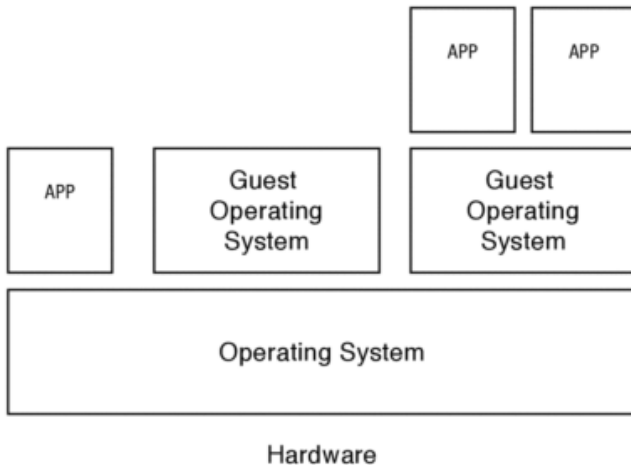 APP APP
APP
Guest
Operating
System
Guest
Operating
System
Operating System
Hardware